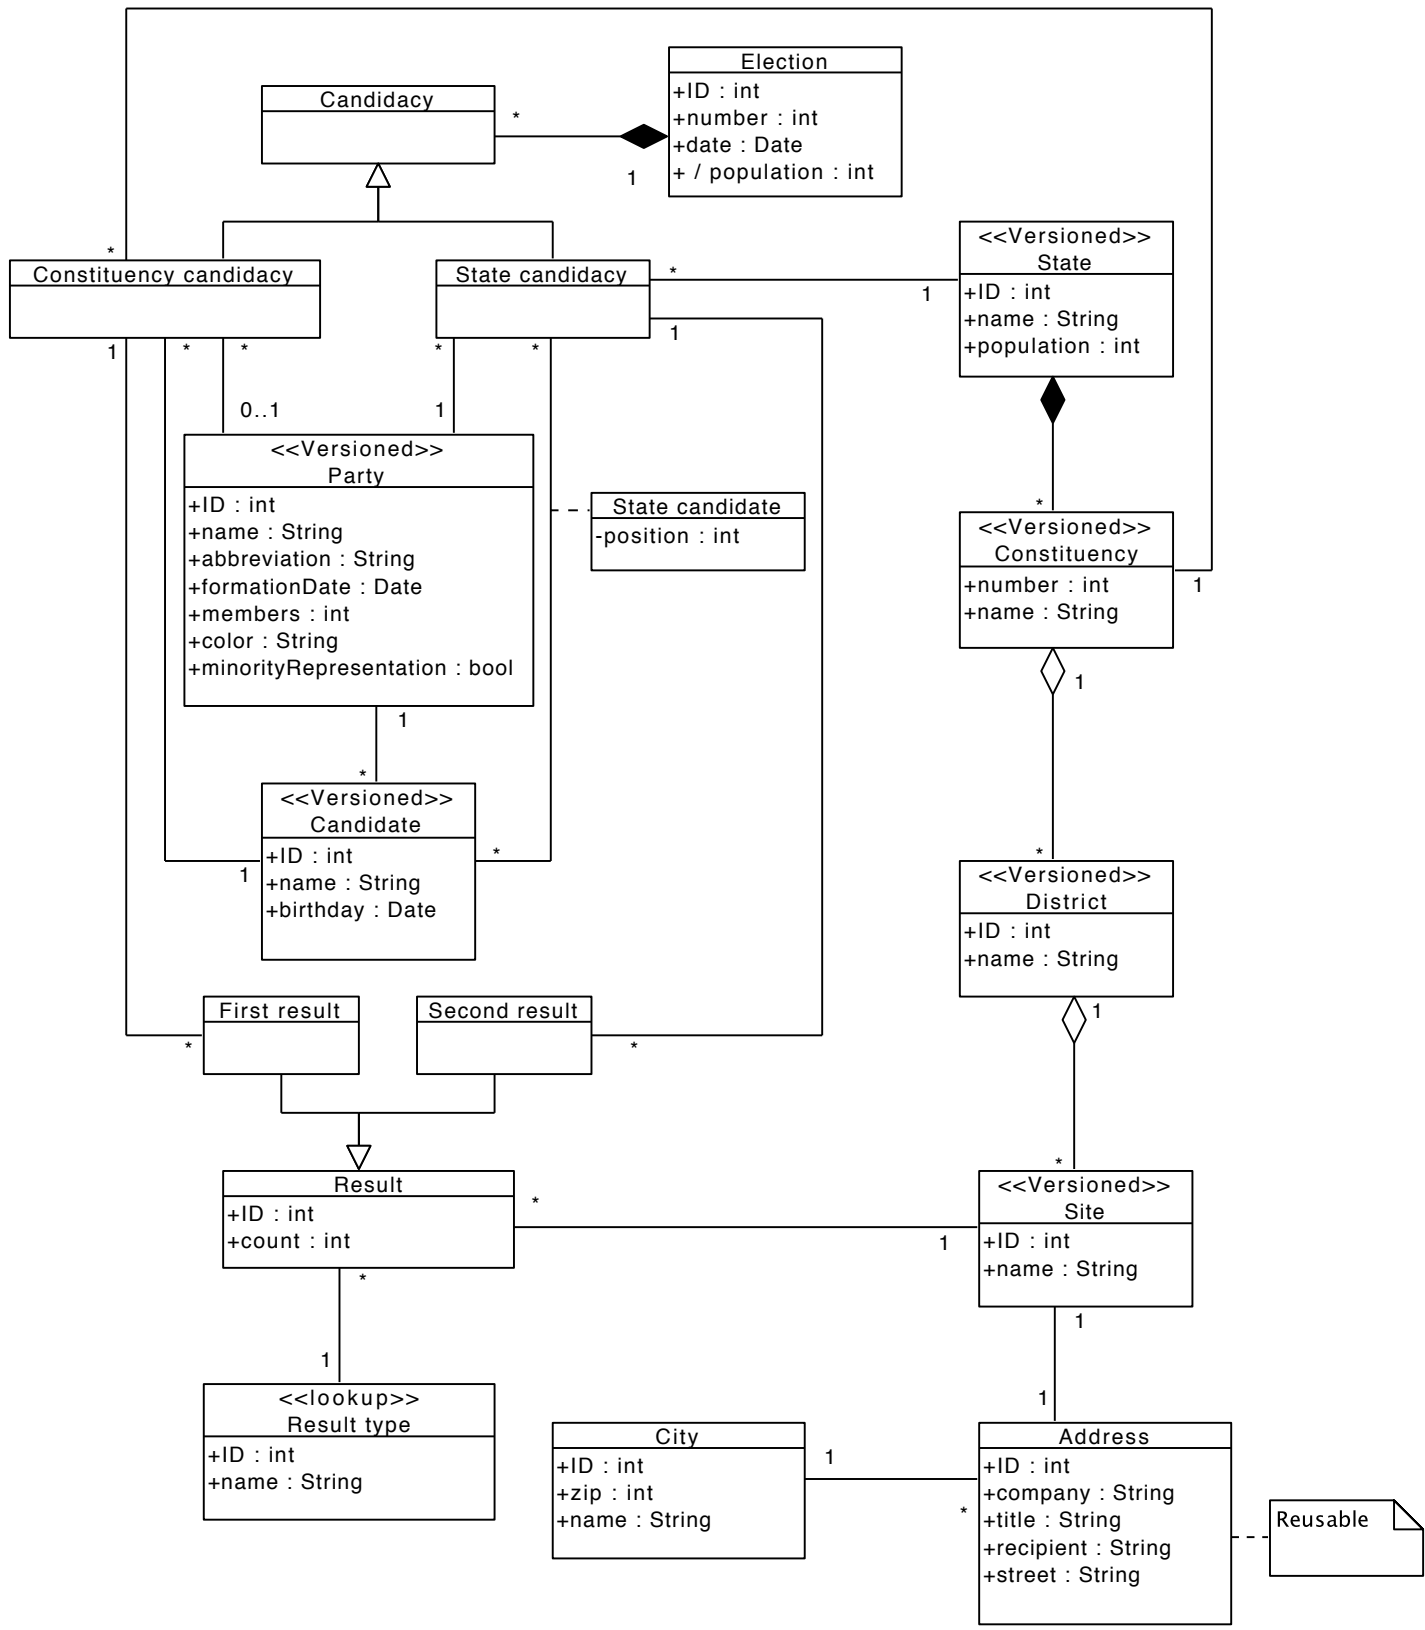 Election
+ID : int
+number : int
+date : Date
+ / population : int
Candidacy
*
1
<<Versioned>>
State
+ID : int
+name : String
+population : int
*
Constituency candidacy
State candidacy
*
1
1
1
*
*
*
*
0..1
1
<<Versioned>>
Party
+ID : int
+name : String
+abbreviation : String
+formationDate : Date
+members : int
+color : String
+minorityRepresentation : bool
State candidate
-position : int
*
<<Versioned>>
Constituency
+number : int
+name : String
1
1
1
*
<<Versioned>>
Candidate
+ID : int
+name : String
+birthday : Date
1
*
*
<<Versioned>>
District
+ID : int
+name : String
1
First result
Second result
*
*
*
Result
+ID : int
+count : int
*
1
<<Versioned>>
Site
+ID : int
+name : String
*
1
1
1
<<lookup>>
Result type
+ID : int
+name : String
City
+ID : int
+zip : int
+name : String
1
*
Address
+ID : int
+company : String
+title : String
+recipient : String
+street : String
Reusable